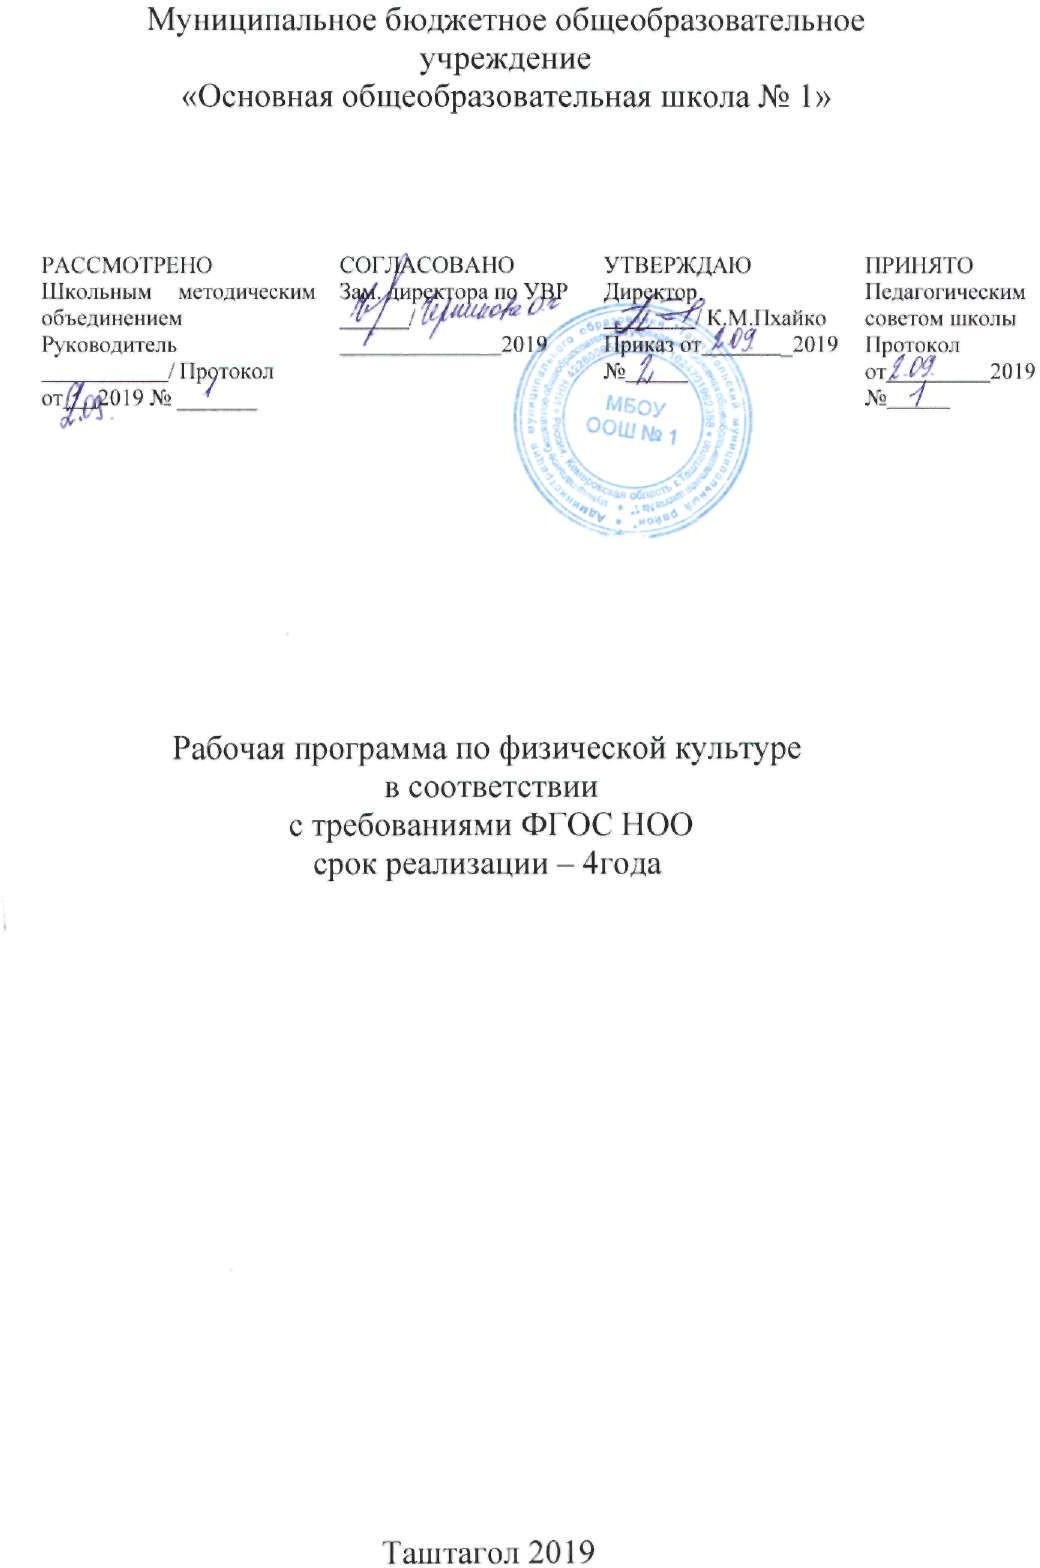 Муниципальное бюджетное общеобразовательное
учреждение
«Основная общеобразовательная школа № 1»
РАССМОТРЕНО
Школьным методическим
объединением
Руководитель
____________/ Протокол
от 2.09. 2019 № 1
СОГЛАСОВАНО
Зам. директора по УВР
______/
_______________2019
УТВЕРЖДАЮ
Директор
________/ К.М.Пхайко
Приказ от 2.09 2019
№ 2
ПРИНЯТО
Педагогическим
советом школы
Протокол
от 2.09. 2019
№ 1
МБОУ
ООШ № 1
Рабочая программа по физической культуре
в соответствии
с требованиями ФГОС НОО
срок реализации – 4года
Таштагол 2019